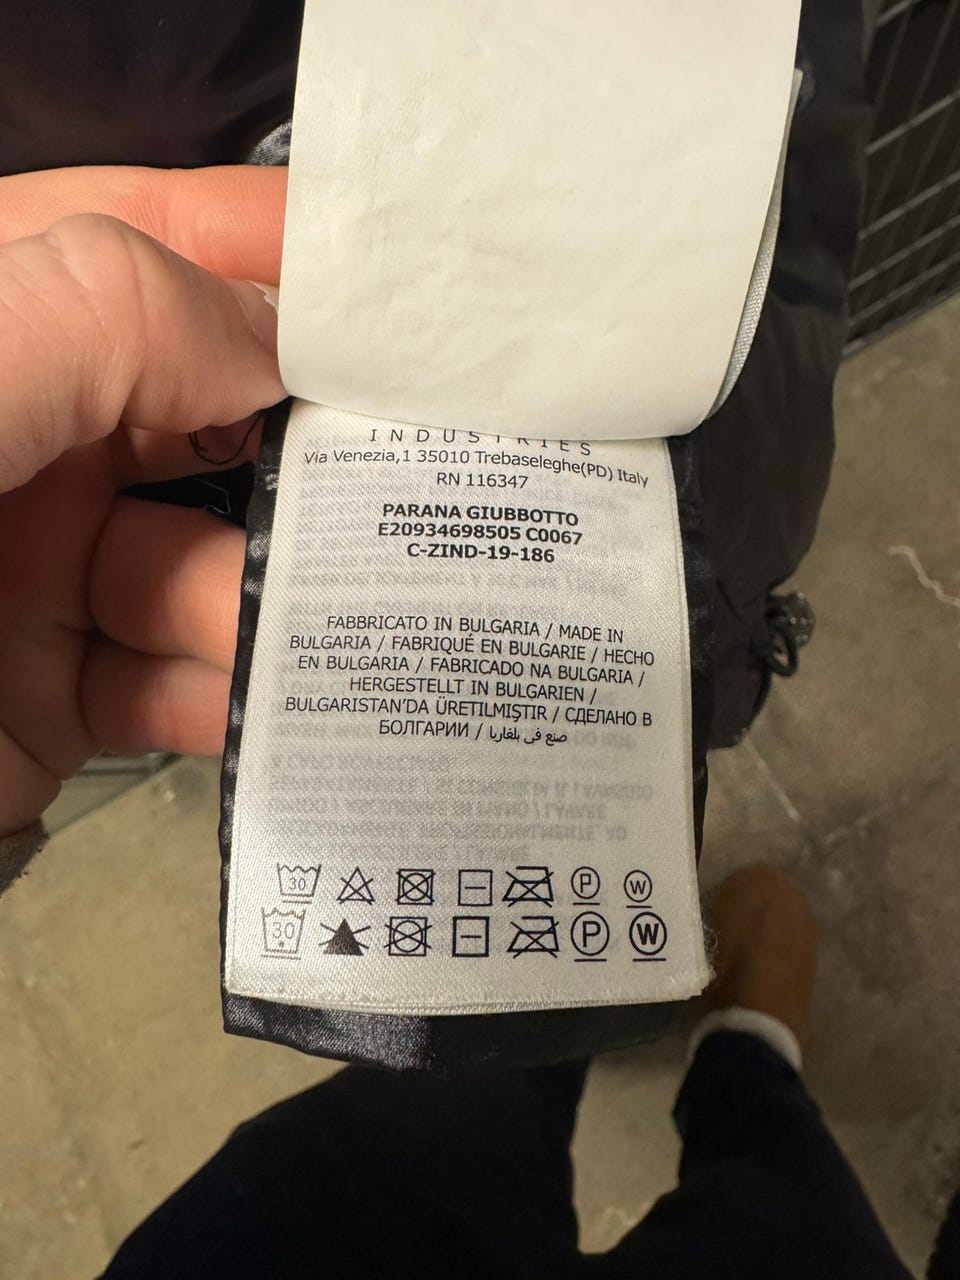 INDUSTRIES
Via Venezia,1 35010 Trebaseleghe(PD) Italy
RN 116347
PARANA GIUBBOTTO
E20934698505 C0067
C-ZIND-19-186
FABBRICATO IN BULGARIA / MADE IN
BULGARIA / FABRIQUÉ EN BULGARIE / HECHO
EN BULGARIA / FABRICADO NA BULGARIA /
HERGESTELLT IN BULGARIEN /
BULGARISTAN'DA ÜRETILMIŞTIR / СДЕЛАНО В
БОЛГАРИИ / صنع في بلغاريا
30 P W
30 P W